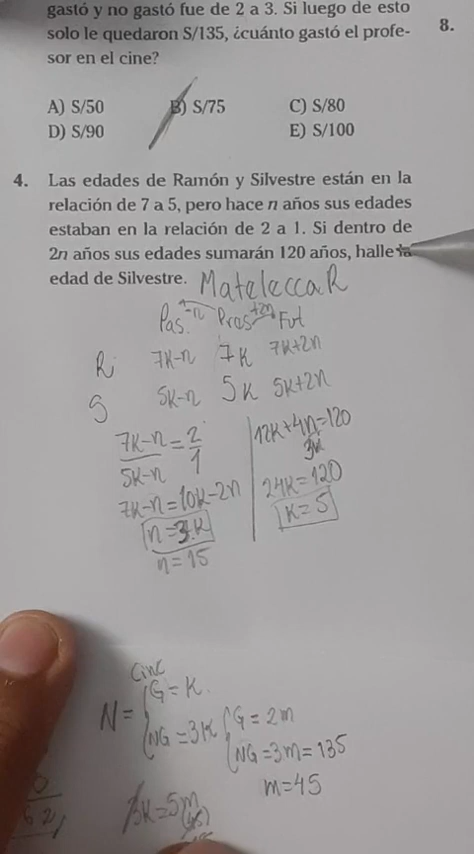 gastó y no gastó fue de 2 a 3. Si luego de esto
solo le quedaron S/135, ¿cuánto gastó el profe-
sor en el cine?
8.
A) S/50 B) S/75 C) S/80
D) S/90 E) S/100
4. Las edades de Ramón y Silvestre están en la
relación de 7 a 5, pero hace n años sus edades
estaban en la relación de 2 a 1. Si dentro de
2n años sus edades sumarán 120 años, halle la
edad de Silvestre.
MateleccaR
-n +2n
Pas. Pres. Fut
R 7k-n 7k 7k+2n
S 5k-n 5k 5k+2n
7k-n/5k-n = 2/1
7k-n=10k-2n
n=3k
n=15
12k+4n=120
3k
24k=120
k=5
Cine
N= G=k.
NG=3k G=2m
NG=3m=135
m=45
3k=5m
(45)